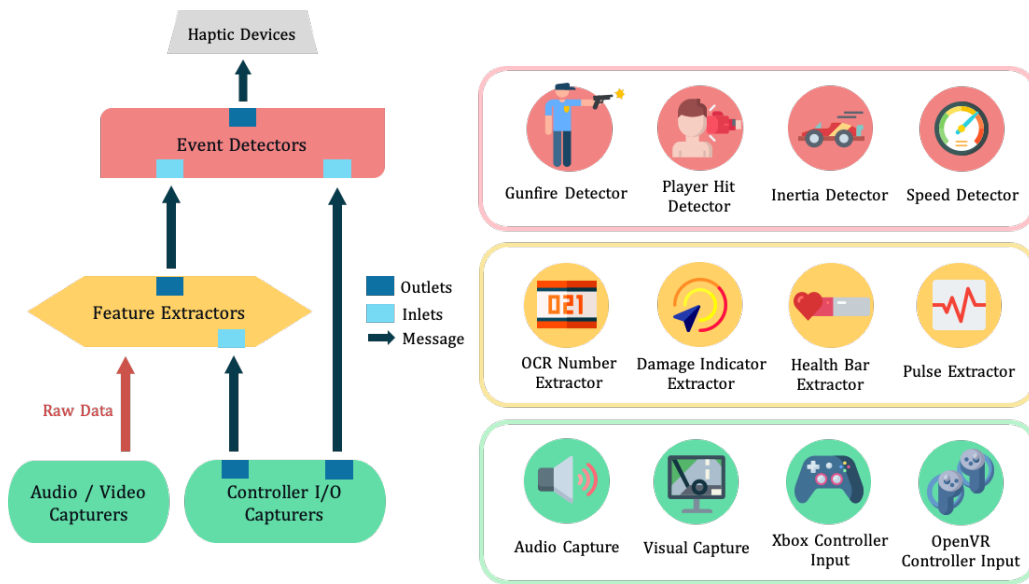 Haptic Devices
Event Detectors
Outlets
Inlets
Message
Feature Extractors
Raw Data
Audio / Video
Capturers
Controller I/O
Capturers
Gunfire Detector
Player Hit
Detector
Inertia Detector
Speed Detector
021
OCR Number
Extractor
Damage Indicator
Extractor
Health Bar
Extractor
Pulse Extractor
Audio Capture
Visual Capture
Xbox Controller
Input
OpenVR
Controller Input